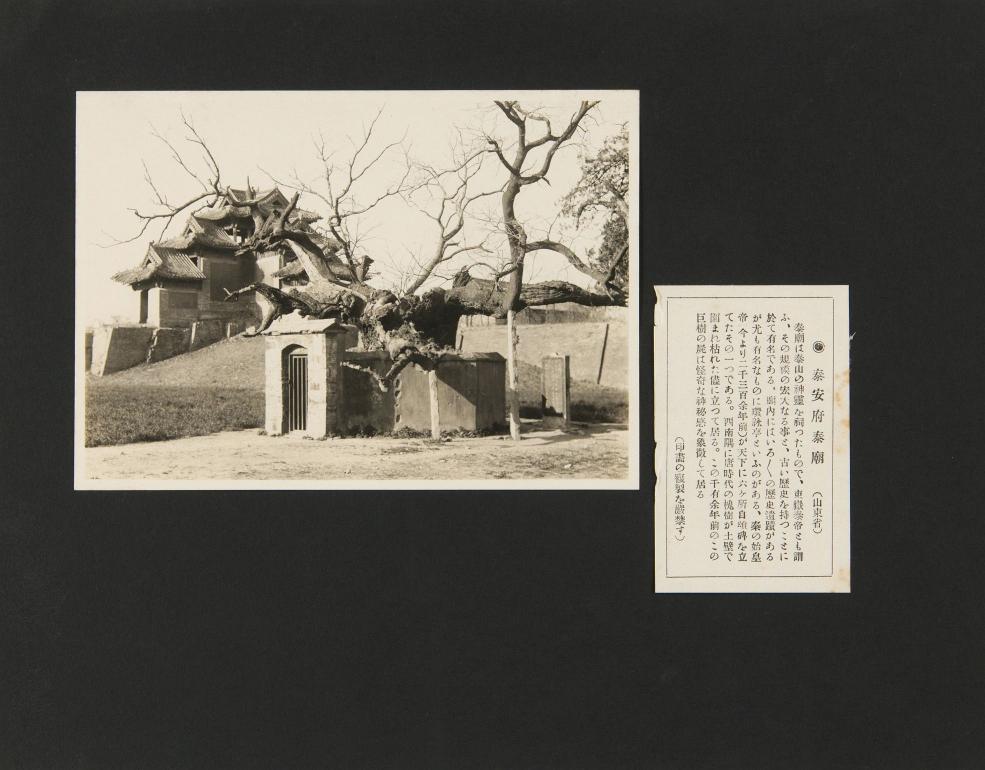 ◉ 泰安府泰廟 (山東省)
泰廟は泰山の神靈を祠つたもので、東嶽泰帝とも謂
ふ、その規模の宏大なる事と、古い歴史を持つことに
於て有名である。廟内にはいろ〱の歴史遺蹟がある
が尤も有名なものに環詠亭といふのがある、秦の始皇
帝(今より二千三百余年前)が天下に六ケ所自頌碑を立
てたその一つである。西南隅に唐時代の槐樹が土壁で
圍まれ枯れた儘に立つて居る。この千有余年前のこの
巨樹の屍は怪奇な神秘感を象徴して居る
(印畫の複製を嚴禁す)